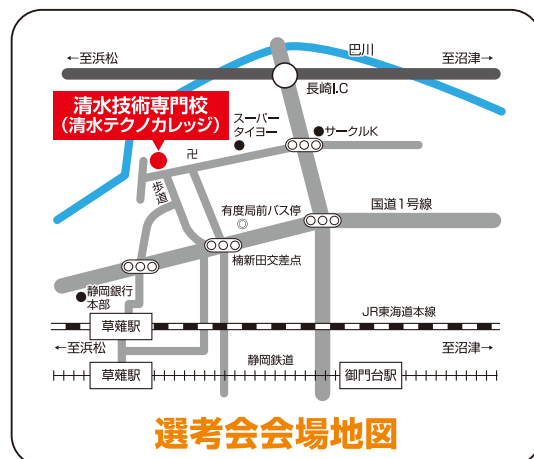 巴川
←至浜松
至沼津→
長崎I.C
清水技術専門校
（清水テクノカレッジ）
スーパー
タイヨー
サークルK
卍
歩道
有度局前バス停
国道1号線
楠新田交差点
静岡銀行
本部
JR東海道本線
草薙駅
←至浜松
至沼津→
静岡鉄道
草薙駅
御門台駅
選考会会場地図